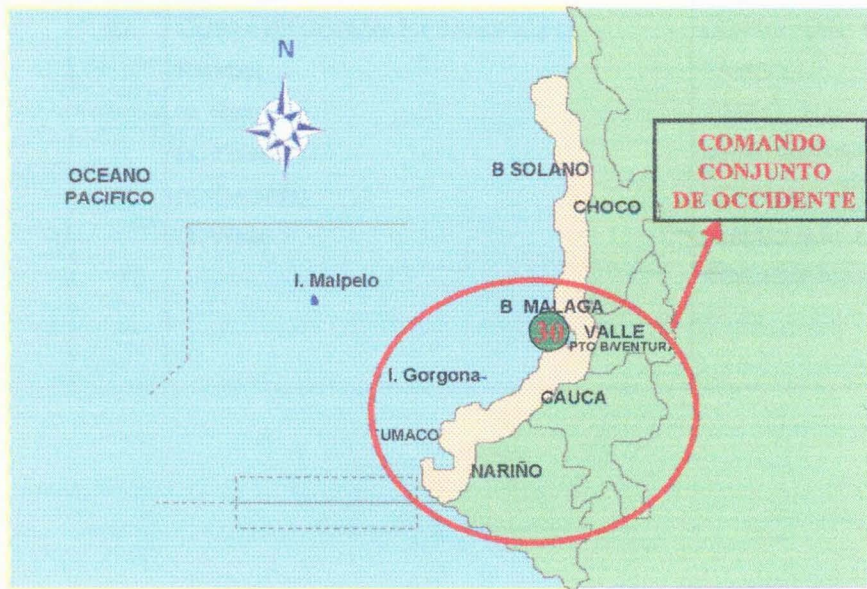 N
OCEANO
PACIFICO
B SOLANO
CHOCO
COMANDO
CONJUNTO
DE OCCIDENTE
I. Malpelo
B MALAGA
30
VALLE
PTO B/VENTURA
I. Gorgona-
CAUCA
TUMACO
NARIÑO